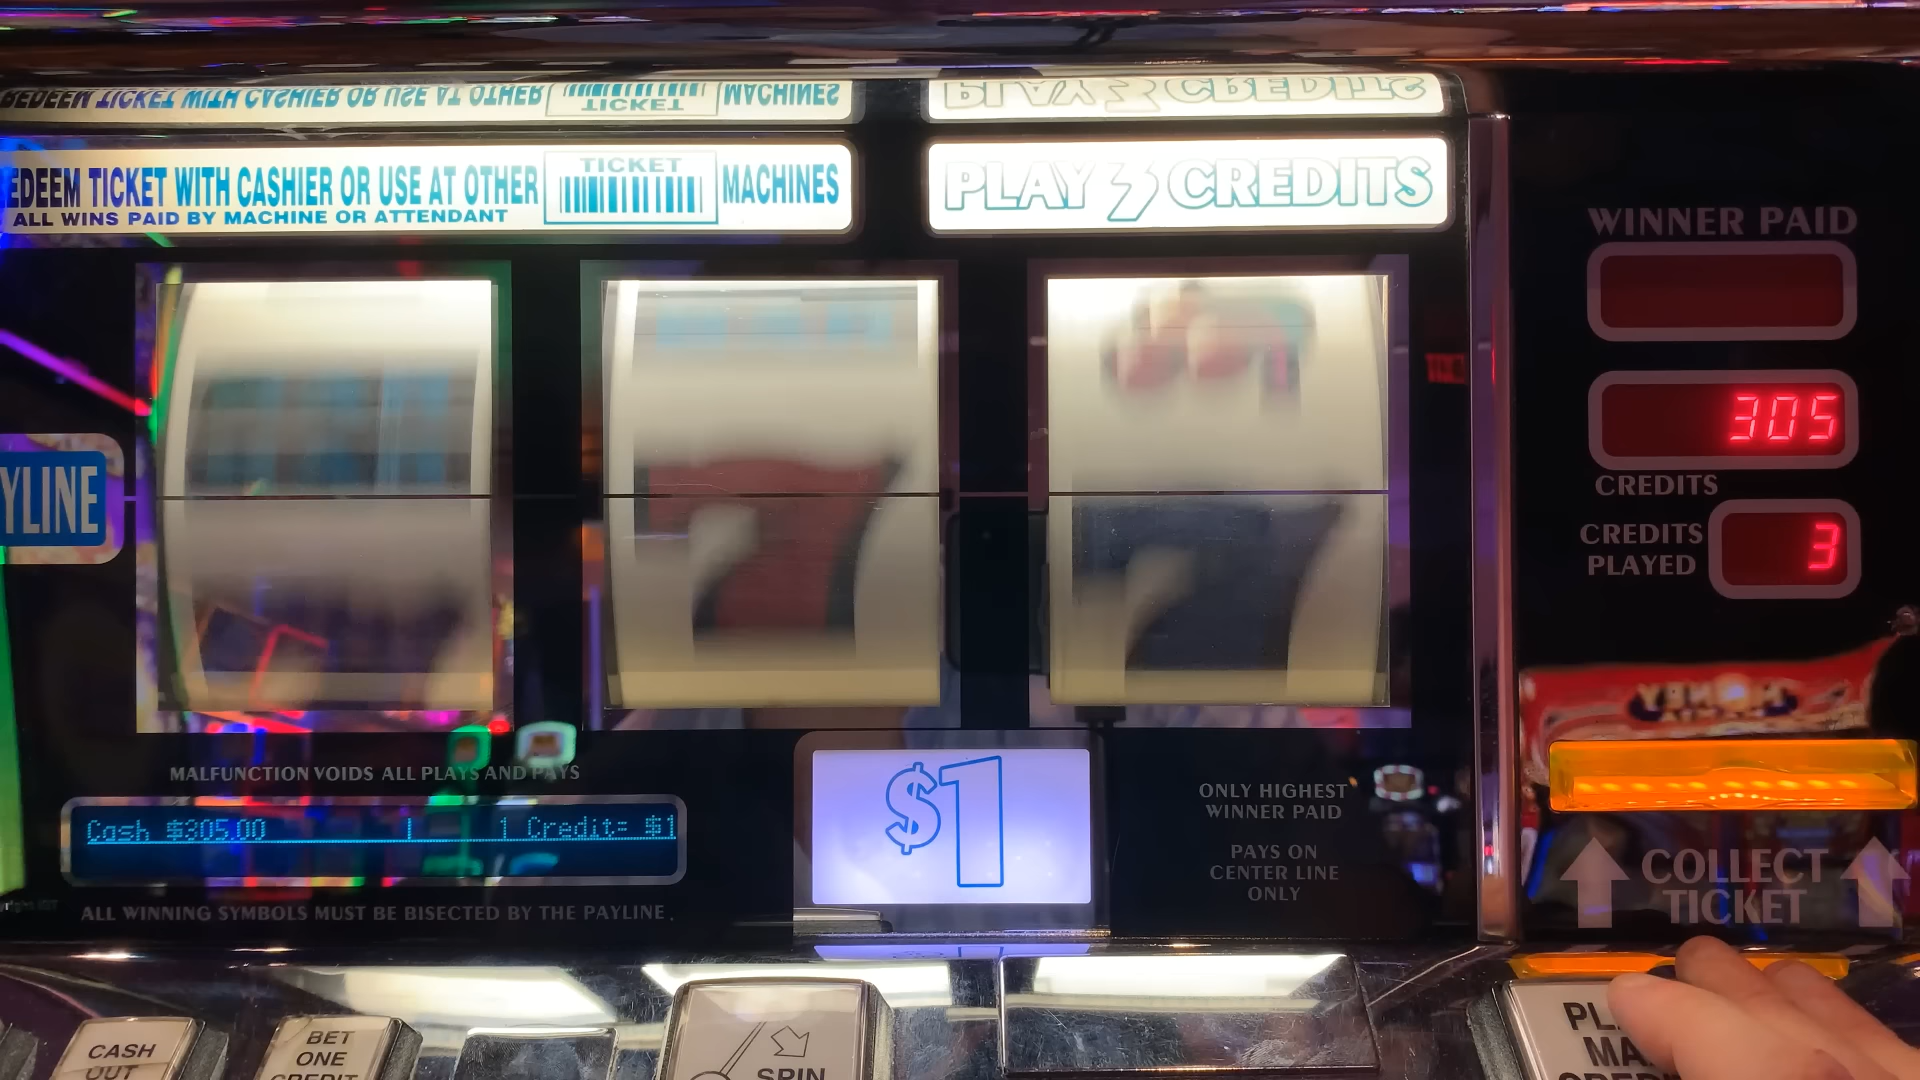 EDEEM TICKET WITH CASHIER OR USE AT OTHER TICKET MACHINES
ALL WINS PAID BY MACHINE OR ATTENDANT
PLAY 3 CREDITS
WINNER PAID
305
CREDITS
CREDITS PLAYED 3
YLINE
MALFUNCTION VOIDS ALL PLAYS AND PAYS
Cash $305.00 1 Credit= $1
ALL WINNING SYMBOLS MUST BE BISECTED BY THE PAYLINE.
$1
ONLY HIGHEST
WINNER PAID
PAYS ON
CENTER LINE
ONLY
COLLECT
TICKET
CASH
OUT
BET
ONE
CREDIT
SPIN